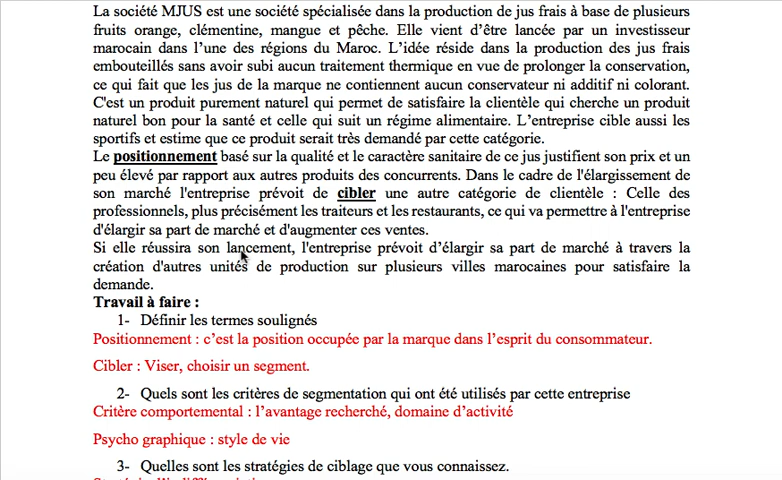 La société MJUS est une société spécialisée dans la production de jus frais à base de plusieurs
fruits orange, clémentine, mangue et pêche. Elle vient d’être lancée par un investisseur
marocain dans l’une des régions du Maroc. L’idée réside dans la production des jus frais
embouteillés sans avoir subi aucun traitement thermique en vue de prolonger la conservation,
ce qui fait que les jus de la marque ne contiennent aucun conservateur ni additif ni colorant.
C'est un produit purement naturel qui permet de satisfaire la clientèle qui cherche un produit
naturel bon pour la santé et celle qui suit un régime alimentaire. L’entreprise cible aussi les
sportifs et estime que ce produit serait très demandé par cette catégorie.
Le positionnement basé sur la qualité et le caractère sanitaire de ce jus justifient son prix et un
peu élevé par rapport aux autres produits des concurrents. Dans le cadre de l'élargissement de
son marché l'entreprise prévoit de cibler une autre catégorie de clientèle : Celle des
professionnels, plus précisément les traiteurs et les restaurants, ce qui va permettre à l'entreprise
d'élargir sa part de marché et d'augmenter ces ventes.
Si elle réussira son lancement, l'entreprise prévoit d’élargir sa part de marché à travers la
création d'autres unités de production sur plusieurs villes marocaines pour satisfaire la
demande.
Travail à faire :
1- Définir les termes soulignés
Positionnement : c’est la position occupée par la marque dans l’esprit du consommateur.
Cibler : Viser, choisir un segment.
2- Quels sont les critères de segmentation qui ont été utilisés par cette entreprise
Critère comportemental : l’avantage recherché, domaine d’activité
Psycho graphique : style de vie
3- Quelles sont les stratégies de ciblage que vous connaissez.